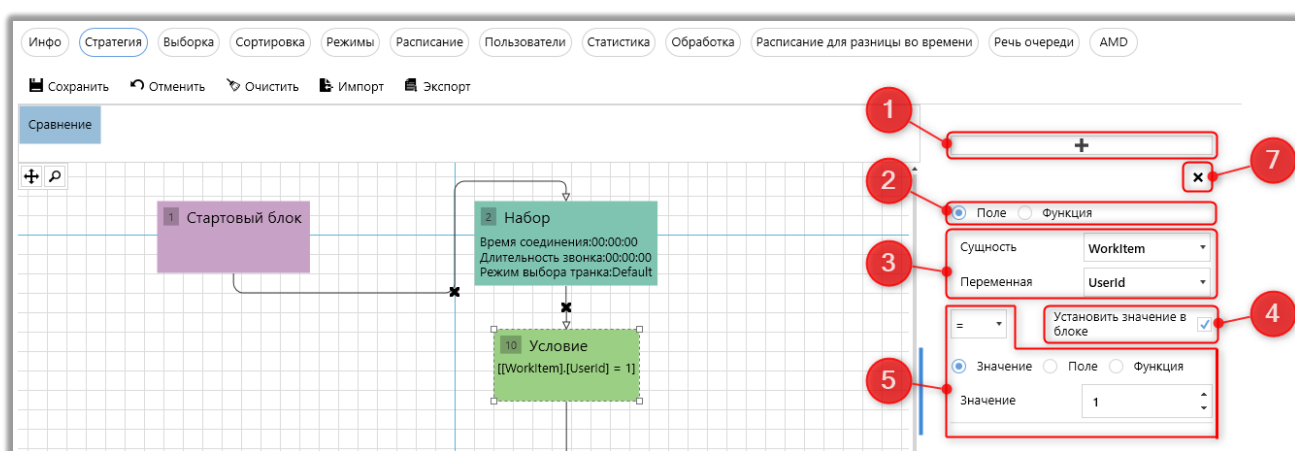 Инфо Стратегия Выборка Сортировка Режимы Расписание Пользователи Статистика Обработка Расписание для разницы во времени Речь очереди AMD
Сохранить Отменить Очистить Импорт Экспорт
Сравнение
1
7
2
1 Стартовый блок
2 Набор
Время соединения:00:00:00
Длительность звонка:00:00:00
Режим выбора транка:Default
Поле Функция
3
Сущность WorkItem
Переменная UserId
4
= Установить значение в
блоке
10 Условие
[[WorkItem].[UserId] = 1]
5
Значение Поле Функция
Значение 1